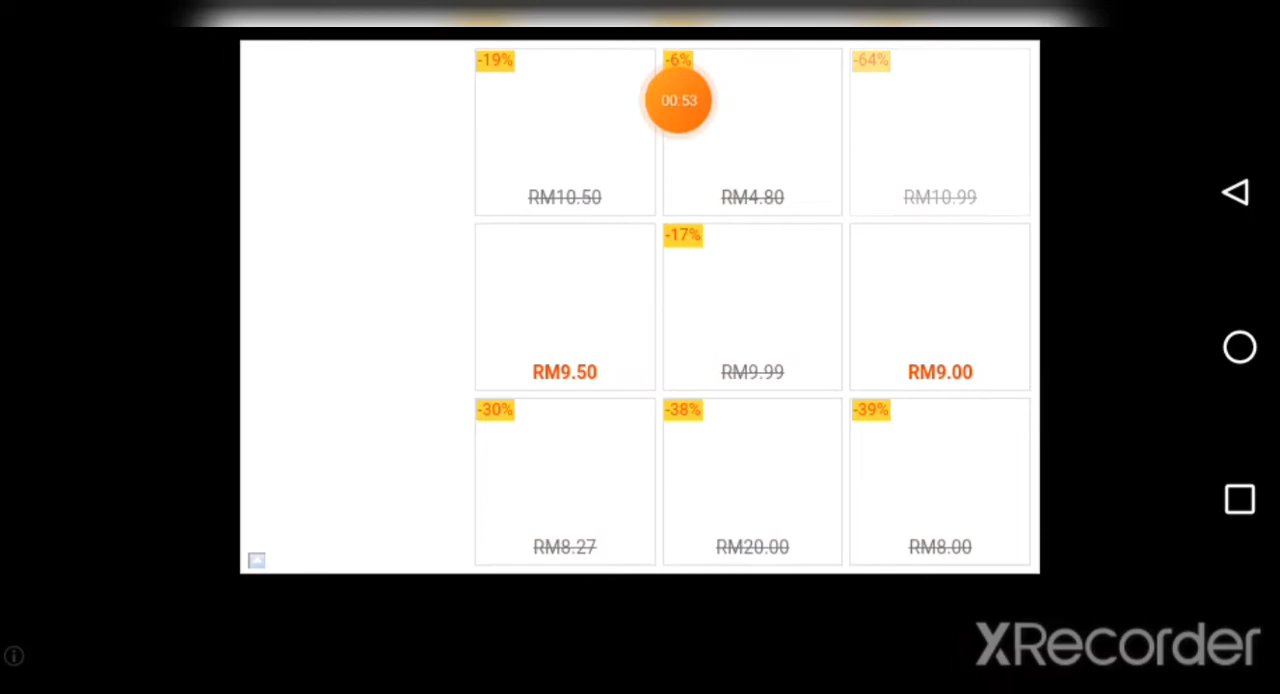 -19% -6% -64%
00:53
RM10.50 RM4.80 RM10.99
-17%
RM9.50 RM9.99 RM9.00
-30% -38% -39%
RM8.27 RM20.00 RM8.00
XRecorder